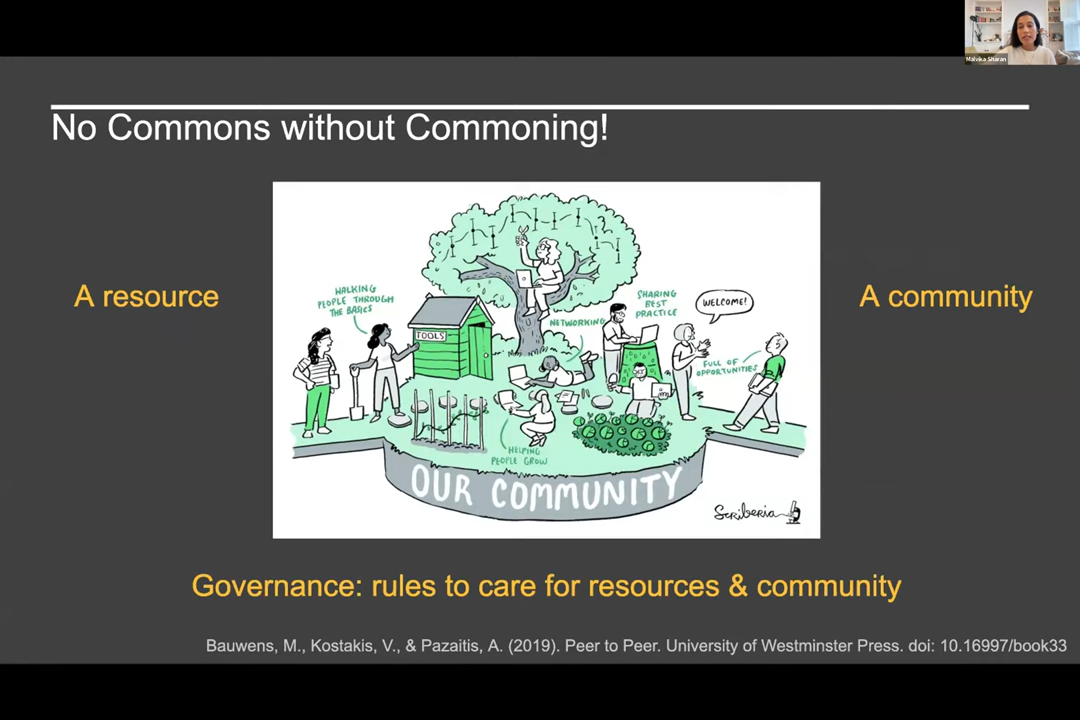 Malvika Sharan
No Commons without Commoning!
A resource
A community
WALKING
PEOPLE THROUGH
THE BASICS
TOOLS
NETWORKING
SHARING
BEST
PRACTICE
WELCOME!
FULL OF
OPPORTUNITIES
HELPING
PEOPLE GROW
OUR COMMUNITY
Scriberia
Governance: rules to care for resources & community
Bauwens, M., Kostakis, V., & Pazaitis, A. (2019). Peer to Peer. University of Westminster Press. doi: 10.16997/book33